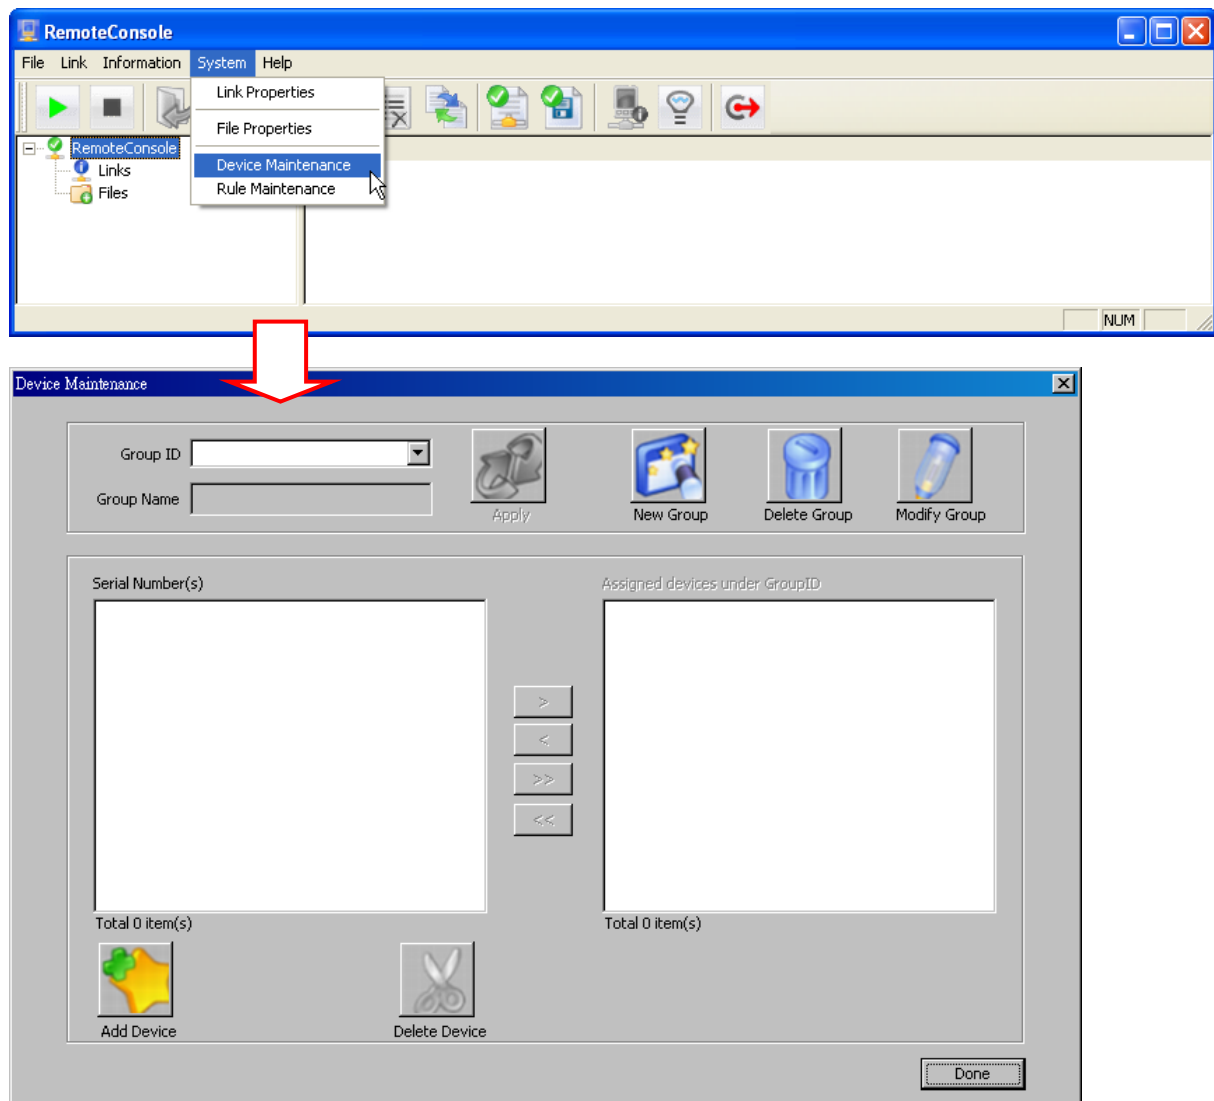 RemoteConsole
File Link Information System Help
Link Properties
File Properties
Device Maintenance
Rule Maintenance
RemoteConsole
Links
Files
NUM
Device Maintenance
Group ID
Group Name
Apply
New Group
Delete Group
Modify Group
Serial Number(s)
Assigned devices under GroupID
>
<
>>
<<
Total 0 item(s)
Total 0 item(s)
Add Device
Delete Device
Done